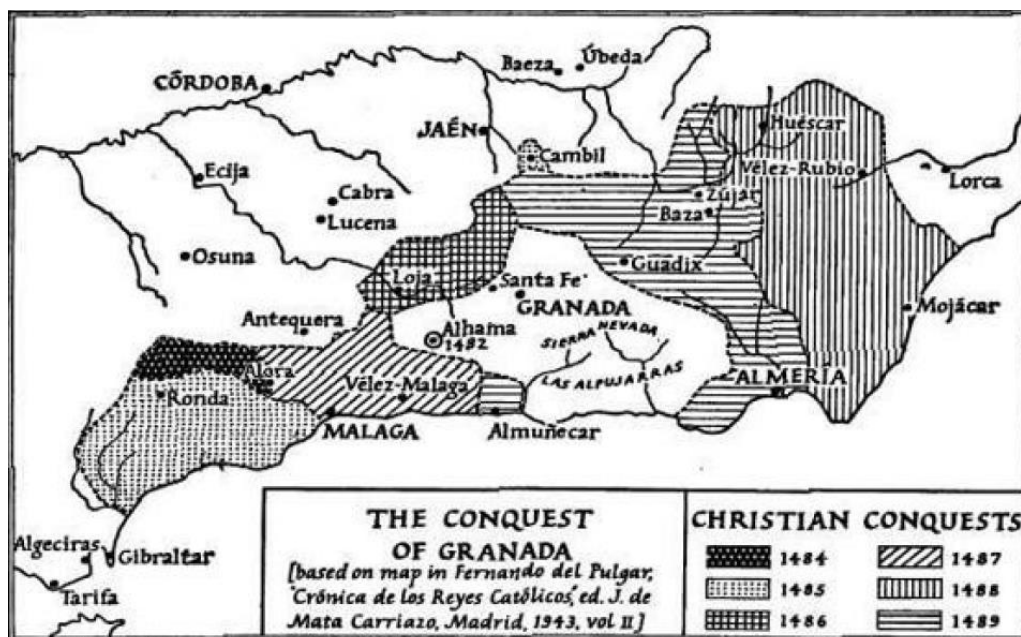 CÓRDOBA
Baeza
Úbeda
JAÉN
Cambil
Huéscar
Ecija
Cabra
Lucena
Vélez-Rubio
Lorca
Zújar
Baza
Osuna
Loja
Guadix
Santa Fe
GRANADA
Mojácar
Antequera
Alhama
1482
SIERRA NEVADA
LAS ALPUJARRAS
Alora
Ronda
Vélez-Malaga
ALMERÍA
MALAGA
Almuñecar
Algeciras
Gibraltar
Tarifa
THE CONQUEST
OF GRANADA
[based on map in Fernando del Pulgar,
"Crónica de los Reyes Católicos", ed. J. de
Mata Carriazo, Madrid, 1943, vol II]
CHRISTIAN CONQUESTS
1484 1487
1485 1488
1486 1489